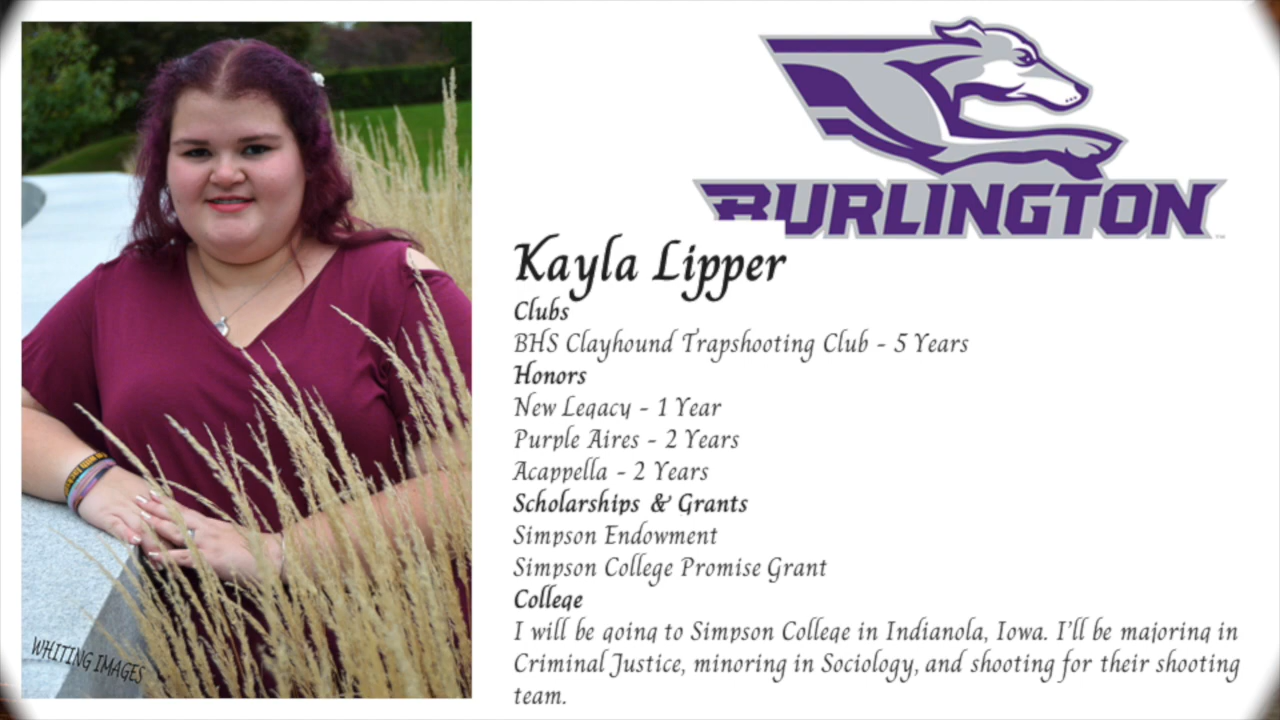 BURLINGTON
Kayla Lipper
Clubs
BHS Clayhound Trapshooting Club - 5 Years
Honors
New Legacy - 1 Year
Purple Aires - 2 Years
Acappella - 2 Years
Scholarships & Grants
Simpson Endowment
Simpson College Promise Grant
College
I will be going to Simpson College in Indianola, Iowa. I'll be majoring in
Criminal Justice, minoring in Sociology, and shooting for their shooting
team.
WHITING IMAGES